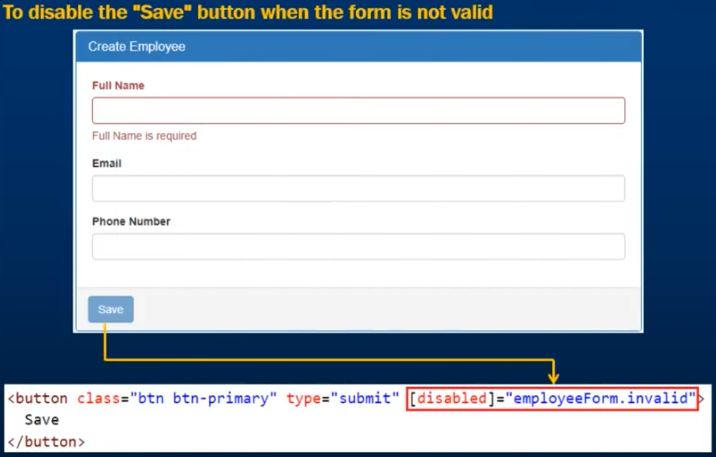 To disable the "Save" button when the form is not valid
Create Employee
Full Name
Full Name is required
Email
Phone Number
Save
<button class="btn btn-primary" type="submit" [disabled]="employeeForm.invalid">
Save
</button>